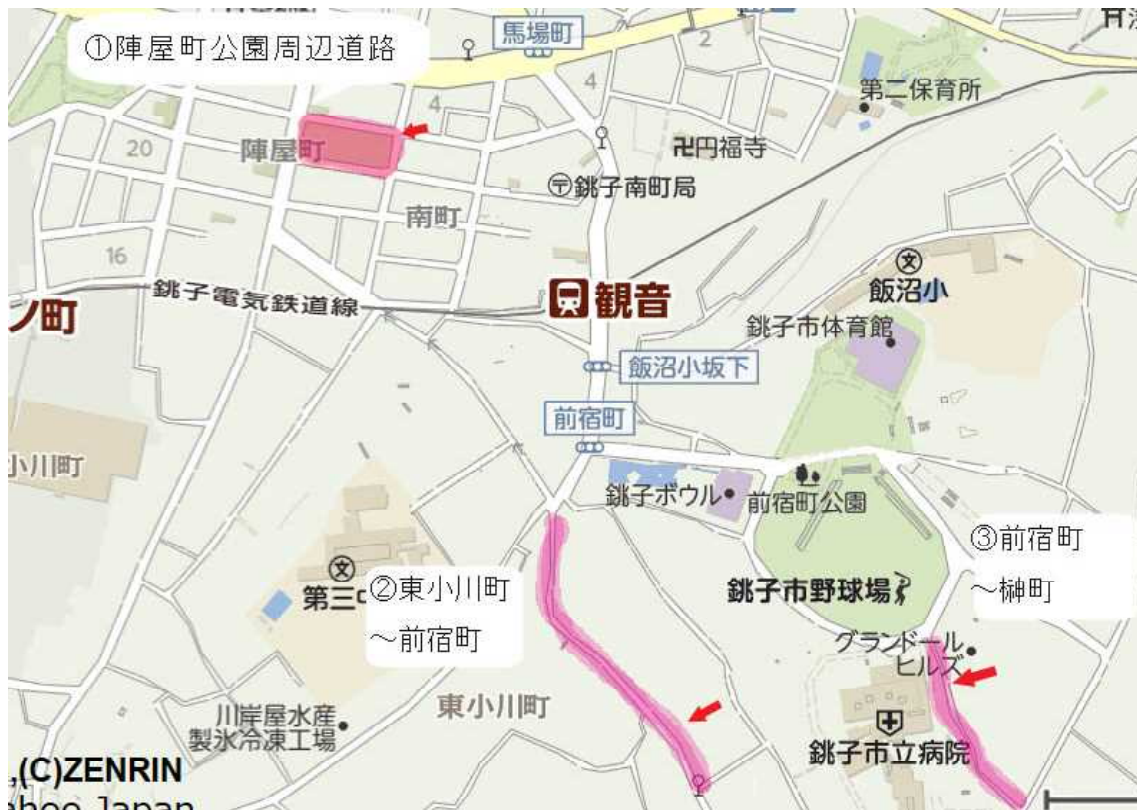 ①陣屋町公園周辺道路
馬場町
2
4
4
第二保育所
20
陣屋町
卍円福寺
〒銚子南町局
南町
16
文
飯沼小
ノ町
銚子電気鉄道線
観音
銚子市体育館
飯沼小坂下
前宿町
小川町
銚子ボウル
前宿町公園
③前宿町
～榊町
文
第三中
②東小川町
～前宿町
銚子市野球場
グランドール
ヒルズ
東小川町
川岸屋水産
製氷冷凍工場
銚子市立病院
,(C)ZENRIN
ahoo Japan